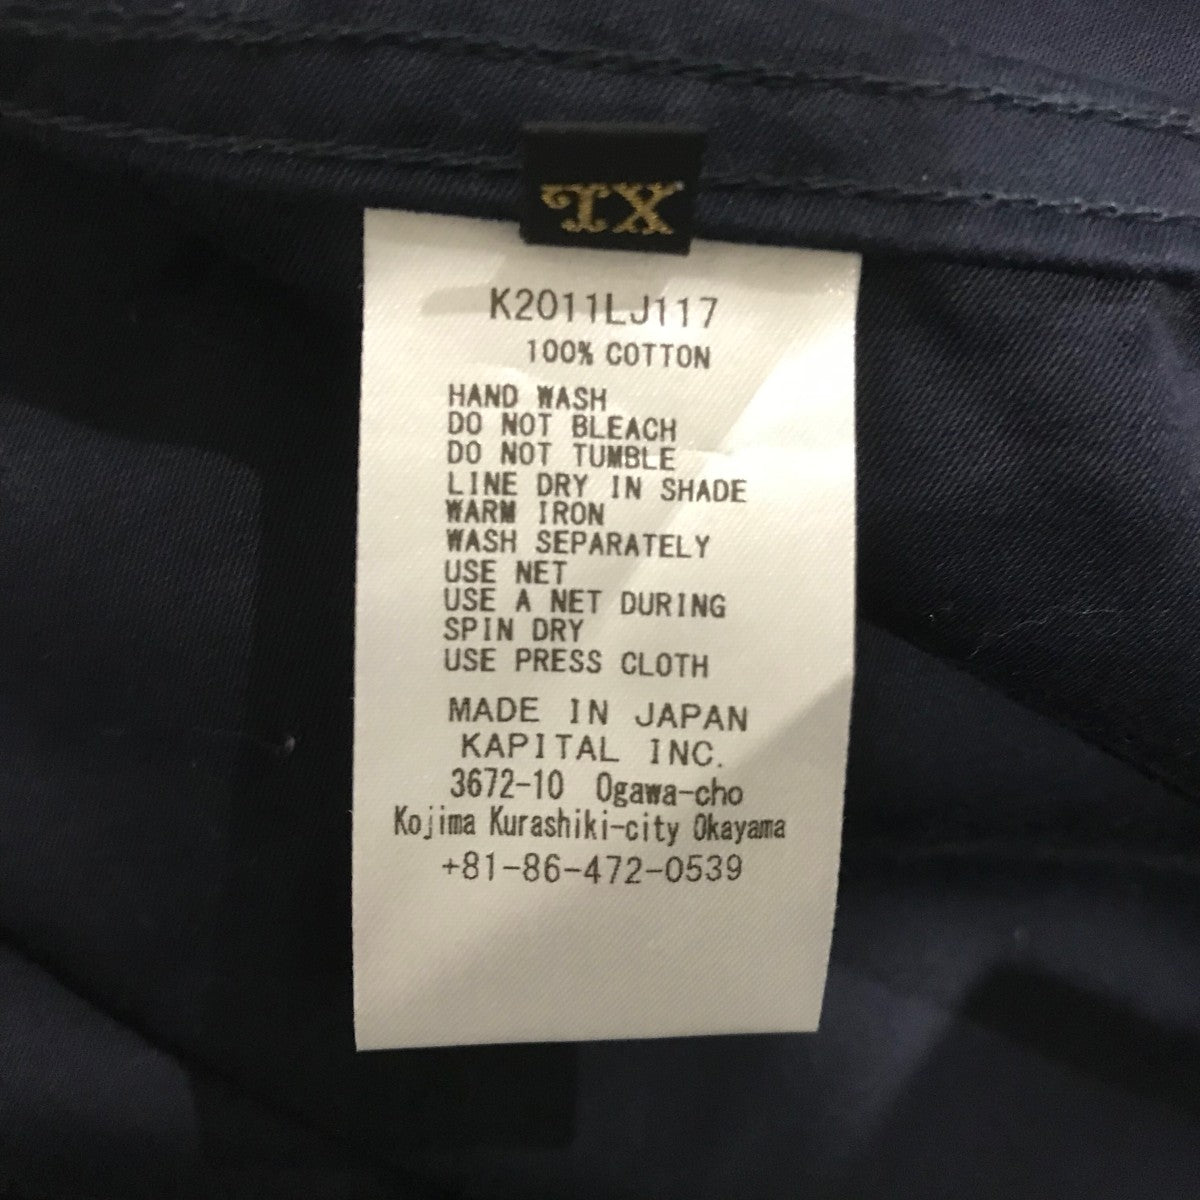 XL
K2011LJ117
100% COTTON
HAND WASH
DO NOT BLEACH
DO NOT TUMBLE
LINE DRY IN SHADE
WARM IRON
WASH SEPARATELY
USE NET
USE A NET DURING
SPIN DRY
USE PRESS CLOTH
MADE IN JAPAN
KAPITAL INC.
3672-10 Ogawa-cho
Kojima Kurashiki-city Okayama
+81-86-472-0539